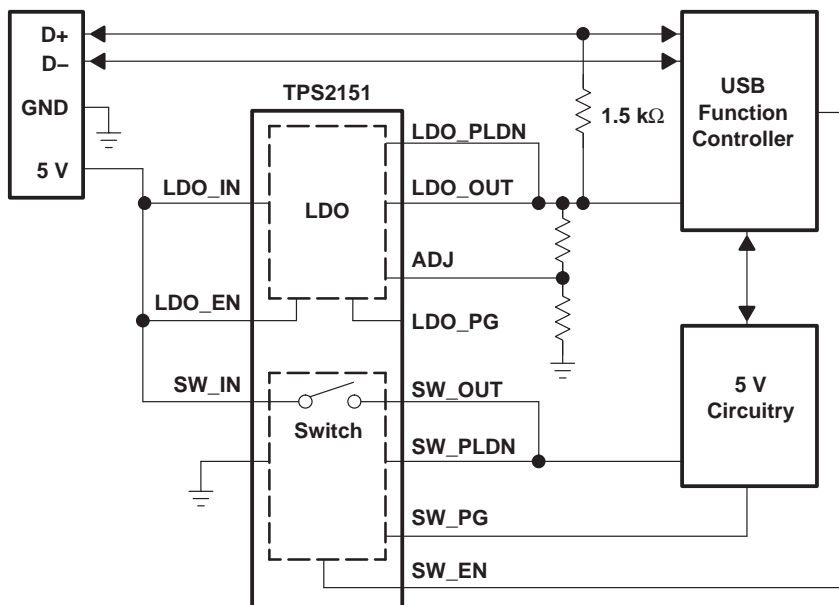 D+
D–
GND
5 V
TPS2151
LDO_IN
LDO_EN
SW_IN
LDO
Switch
LDO_PLDN
LDO_OUT
ADJ
LDO_PG
SW_OUT
SW_PLDN
SW_PG
SW_EN
1.5 kΩ
USB
Function
Controller
5 V
Circuitry